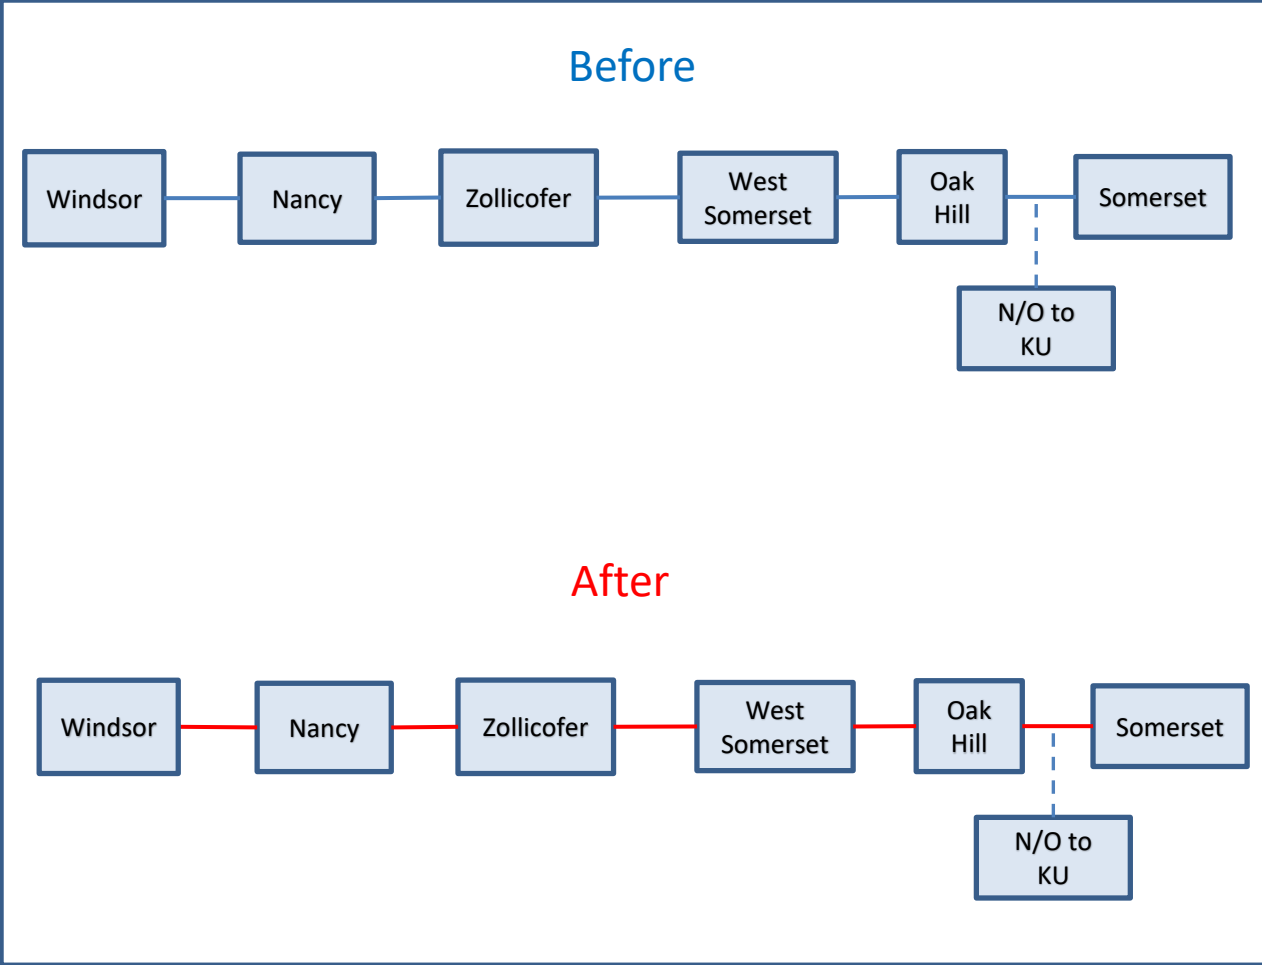 Before
Windsor
Nancy
Zollicofer
West
Somerset
Oak
Hill
Somerset
N/O to
KU
After
Windsor
Nancy
Zollicofer
West
Somerset
Oak
Hill
Somerset
N/O to
KU